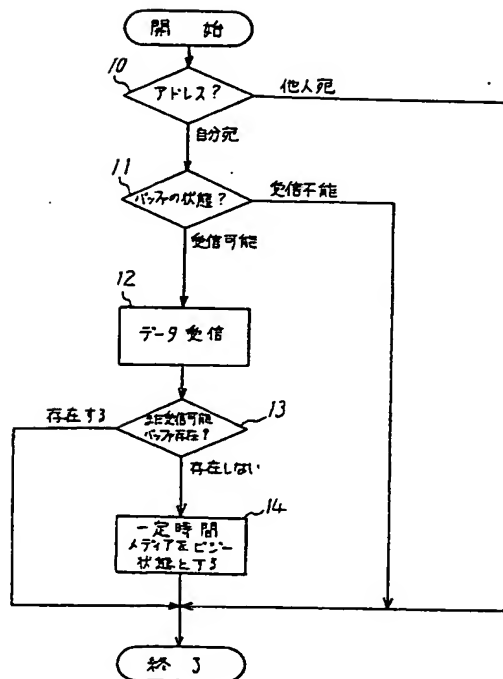 開 始
10
アドレス?
他人宛
自分宛
11
バッファの状態?
受信不能
受信可能
12
データ受信
存在する
13
まだ受信可能
バッファ存在?
存在しない
14
一定時間
メディアをビジー
状態とする
終 了